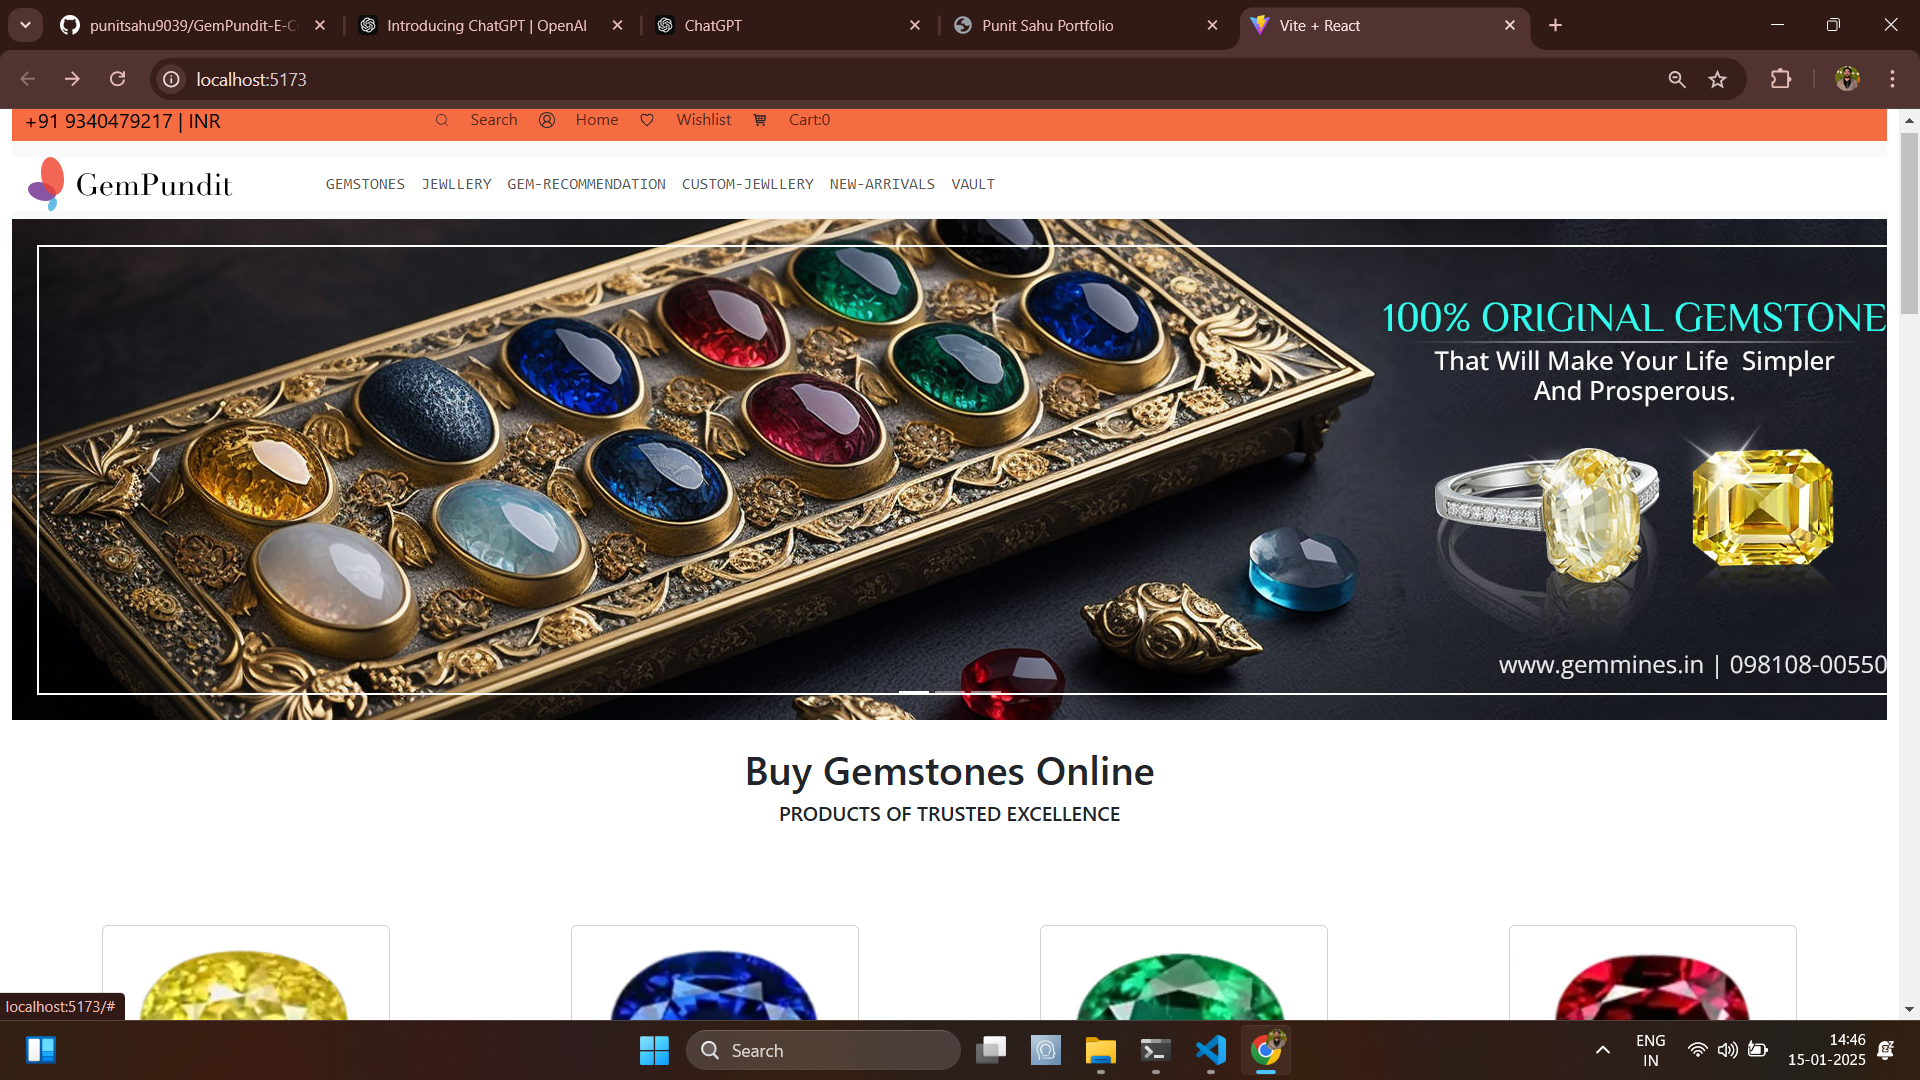 punitsahu9039/GemPundit-E-C
Introducing ChatGPT | OpenAI
ChatGPT
Punit Sahu Portfolio
Vite + React
localhost:5173
+91 9340479217 | INR
Search
Home
Wishlist
Cart:0
GemPundit
GEMSTONES
JEWLLERY
GEM-RECOMMENDATION
CUSTOM-JEWLLERY
NEW-ARRIVALS
VAULT
100% ORIGINAL GEMSTONE
That Will Make Your Life Simpler
And Prosperous.
www.gemmines.in | 098108-00550
Buy Gemstones Online
PRODUCTS OF TRUSTED EXCELLENCE
localhost:5173/#
Search
ENG
IN
14:46
15-01-2025